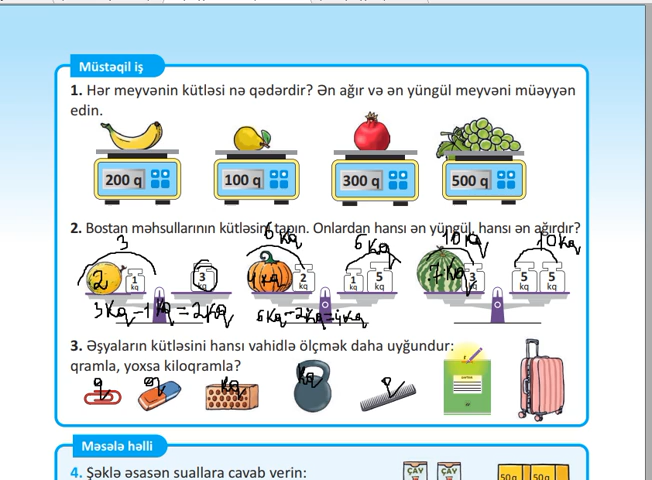 Müstəqil iş
1. Hər meyvənin kütləsi nə qədərdir? Ən ağır və ən yüngül meyvəni müəyyən
edin.
200 q 100 q 300 q 500 q
2. Bostan məhsullarının kütləsini tapın. Onlardan hansı ən yüngül, hansı ən ağırdır?
3 6 kq 6 kq 10 kq 10 kq
2 1 kq 3 kq 4 kq 2 kq 1 kq 5 kq 7 kq 3 kq 5 kq 5 kq
3 kq - 1 kq = 2 kq 6 kq - 2 kq = 4 kq
3. Əşyaların kütləsini hansı vahidlə ölçmək daha uyğundur:
qramla, yoxsa kiloqramla?
q q kq kq q
Məsələ həlli
4. Şəklə əsasən suallara cavab verin:
ÇAY ÇAY 50 q 50 q